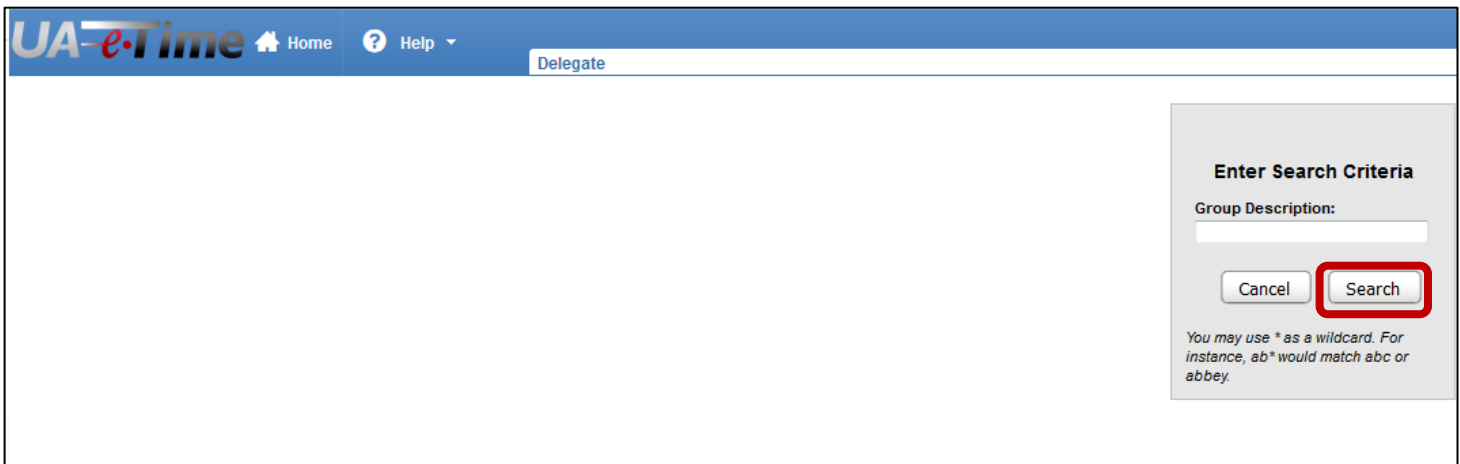 UA-e·Time Home Help
Delegate
Enter Search Criteria
Group Description:
Cancel Search
You may use * as a wildcard. For
instance, ab* would match abc or
abbey.